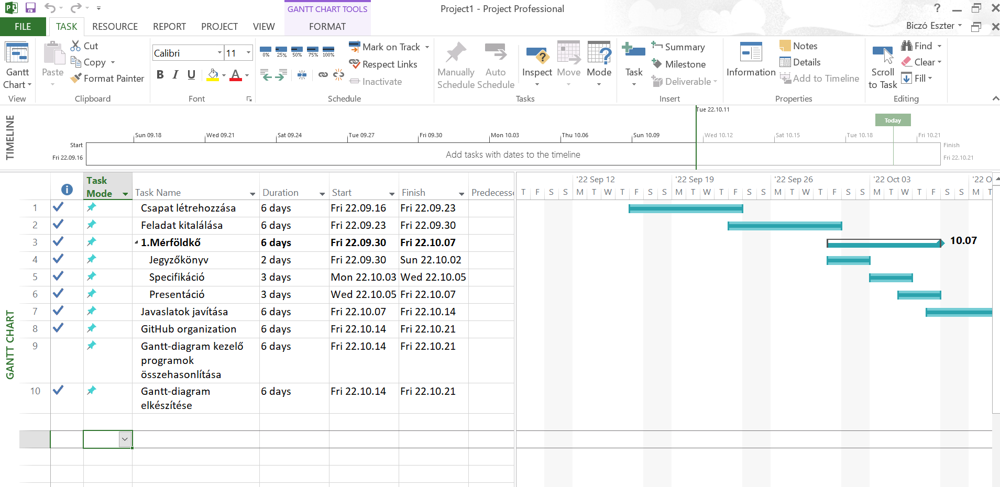 Project1 - Project Professional
GANTT CHART TOOLS
?
FILE TASK RESOURCE REPORT PROJECT VIEW FORMAT
Biczó Eszter
Gantt Chart
View
Paste
Cut
Copy
Format Painter
Clipboard
Calibri 11
B I U A
Font
0% 25% 50% 75% 100%
Mark on Track
Respect Links
Inactivate
Schedule
Manually Schedule
Auto Schedule
Inspect
Move
Mode
Tasks
Task
Summary
Milestone
Deliverable
Insert
Information
Notes
Details
Add to Timeline
Properties
Scroll to Task
Find
Clear
Fill
Editing
TIMELINE
Tue 22.10.11
Today
Sun 09.18 Wed 09.21 Sat 09.24 Tue 09.27 Fri 09.30 Mon 10.03 Thu 10.06 Sun 10.09 Wed 10.12 Sat 10.15 Tue 10.18 Fri 10.21
Start
Fri 22.09.16
Add tasks with dates to the timeline
Finish
Fri 22.10.21
GANTT CHART
Task Mode Task Name Duration Start Finish Predecess
'22 Sep 12 '22 Sep 19 '22 Sep 26 '22 Oct 03 '22 O
T F S S M T W T F S S M T W T F S S M T W T F S S M T W T F S S M T
1 Csapat létrehozzása 6 days Fri 22.09.16 Fri 22.09.23
2 Feladat kitalálása 6 days Fri 22.09.23 Fri 22.09.30
3 1.Mérföldkő 6 days Fri 22.09.30 Fri 22.10.07
10.07
4 Jegyzőkönyv 2 days Fri 22.09.30 Sun 22.10.02
5 Specifikáció 3 days Mon 22.10.03 Wed 22.10.05
6 Presentáció 3 days Wed 22.10.05 Fri 22.10.07
7 Javaslatok javítása 6 days Fri 22.10.07 Fri 22.10.14
8 GitHub organization 6 days Fri 22.10.14 Fri 22.10.21
9 Gantt-diagram kezelő 6 days Fri 22.10.14 Fri 22.10.21
programok
összehasonlítása
10 Gantt-diagram 6 days Fri 22.10.14 Fri 22.10.21
elkészítése